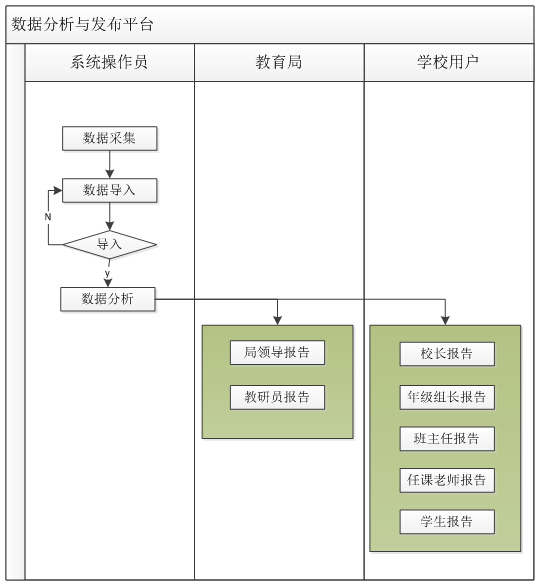 数据分析与发布平台
系统操作员
教育局
学校用户
数据采集
数据导入
N
导入
y
数据分析
局领导报告
教研员报告
校长报告
年级组长报告
班主任报告
任课老师报告
学生报告